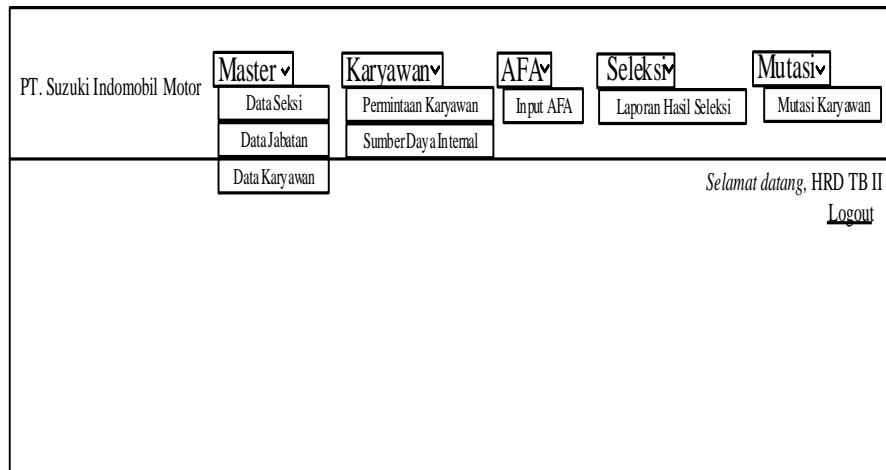 PT. Suzuki Indomobil Motor
Master
Data Seksi
Data Jabatan
Data Karyawan
Karyawan
Permintaan Karyawan
Sumber Daya Internal
AFA
Input AFA
Seleksi
Laporan Hasil Seleksi
Mutasi
Mutasi Karyawan
Selamat datang, HRD TB II
Logout